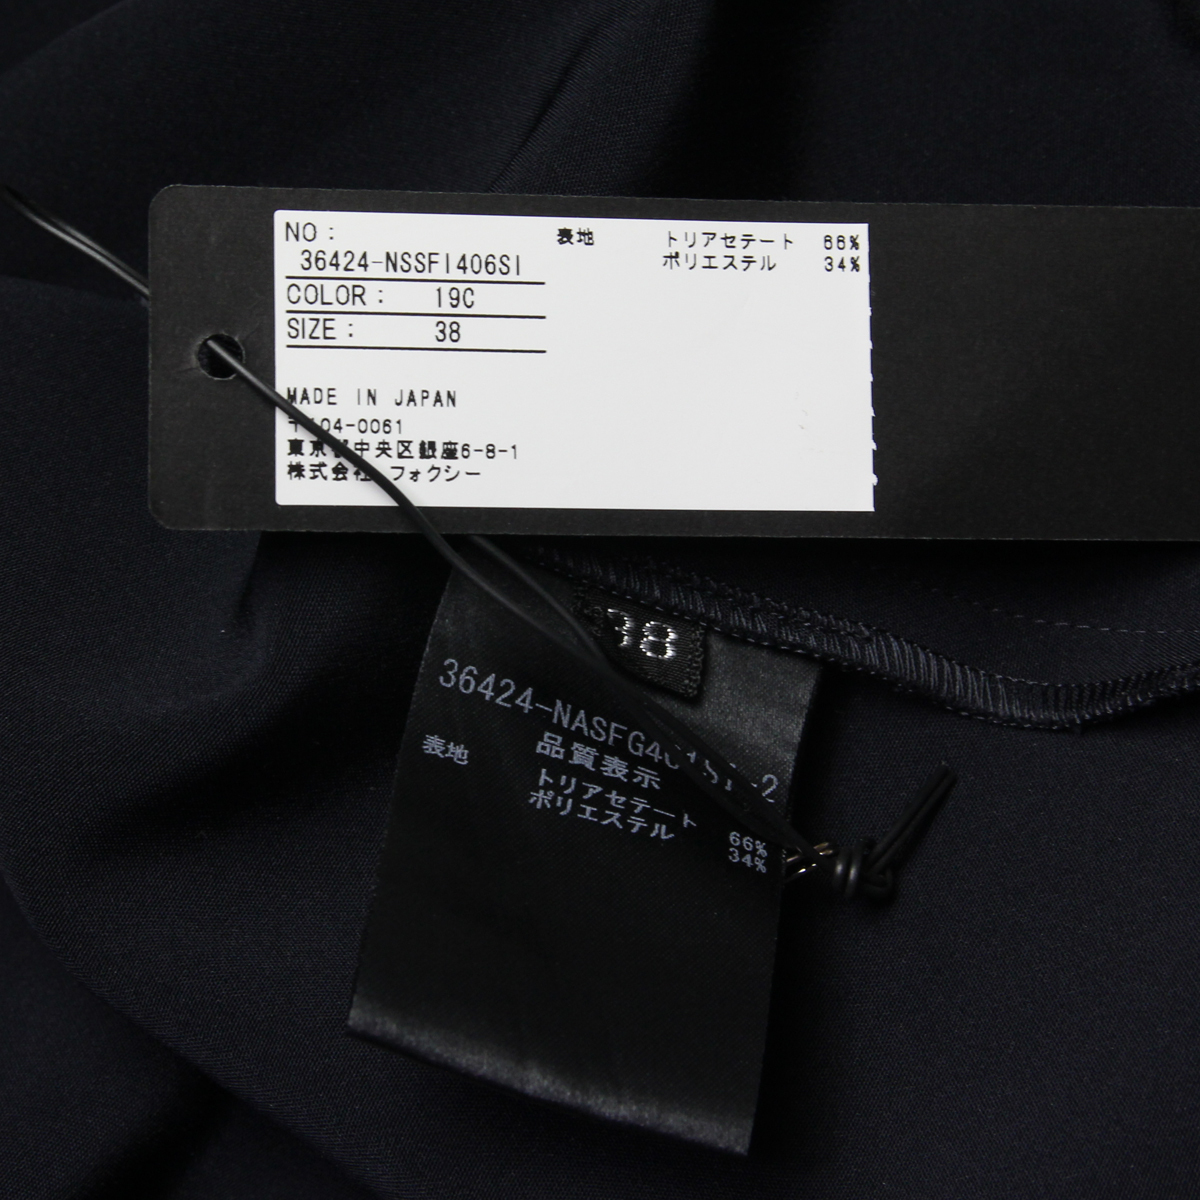 NO：
36424-NSSFI406SI
COLOR： 19C
SIZE： 38
MADE IN JAPAN
〒104-0061
東京都中央区銀座6-8-1
株式会社 フォクシー
表地 トリアセテート 66%
ポリエステル 34%
38
品質表示
表地
トリアセテート 66%
ポリエステル 34%